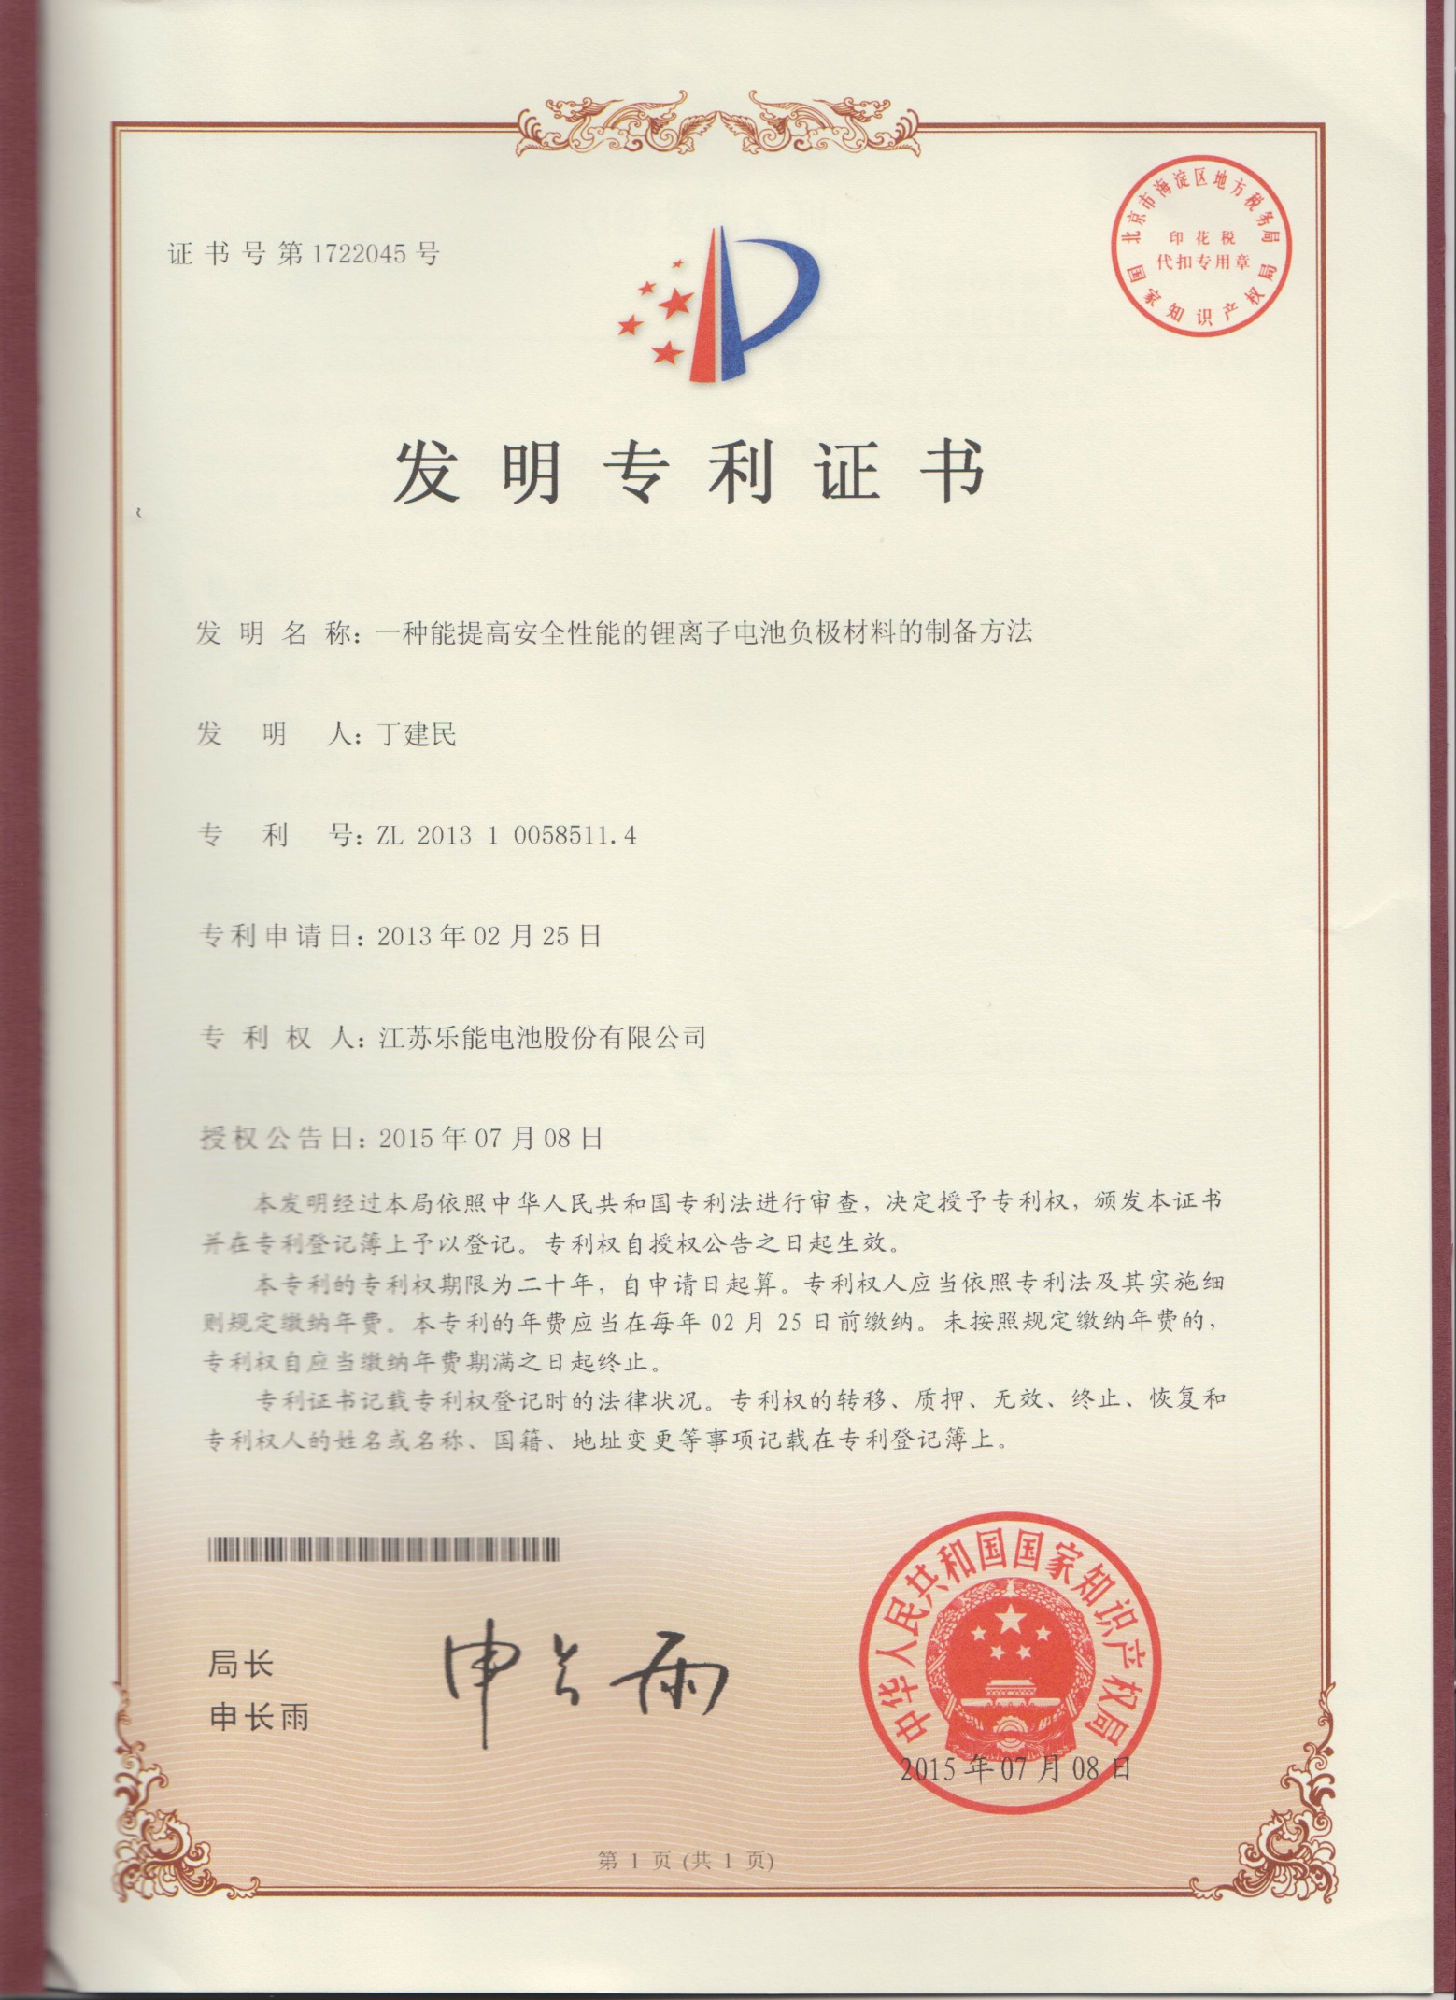 证书号第1722045号
北京市海淀区地方税务局
印花税
代扣专用章
国家知识产权局
发明专利证书
发明名称：一种能提高安全性能的锂离子电池负极材料的制备方法
发明人：丁建民
专利号：ZL 2013 1 0058511.4
专利申请日：2013年02月25日
专利权人：江苏乐能电池股份有限公司
授权公告日：2015年07月08日
本发明经过本局依照中华人民共和国专利法进行审查，决定授予专利权，颁发本证书
并在专利登记簿上予以登记。专利权自授权公告之日起生效。
本专利的专利权期限为二十年，自申请日起算。专利权人应当依照专利法及其实施细
则规定缴纳年费。本专利的年费应当在每年02月25日前缴纳。未按照规定缴纳年费的，
专利权自应当缴纳年费期满之日起终止。
专利证书记载专利权登记时的法律状况。专利权的转移、质押、无效、终止、恢复和
专利权人的姓名或名称、国籍、地址变更等事项记载在专利登记簿上。
局长
申长雨
申长雨
中华人民共和国国家知识产权局
2015年07月08日
第1页(共1页)